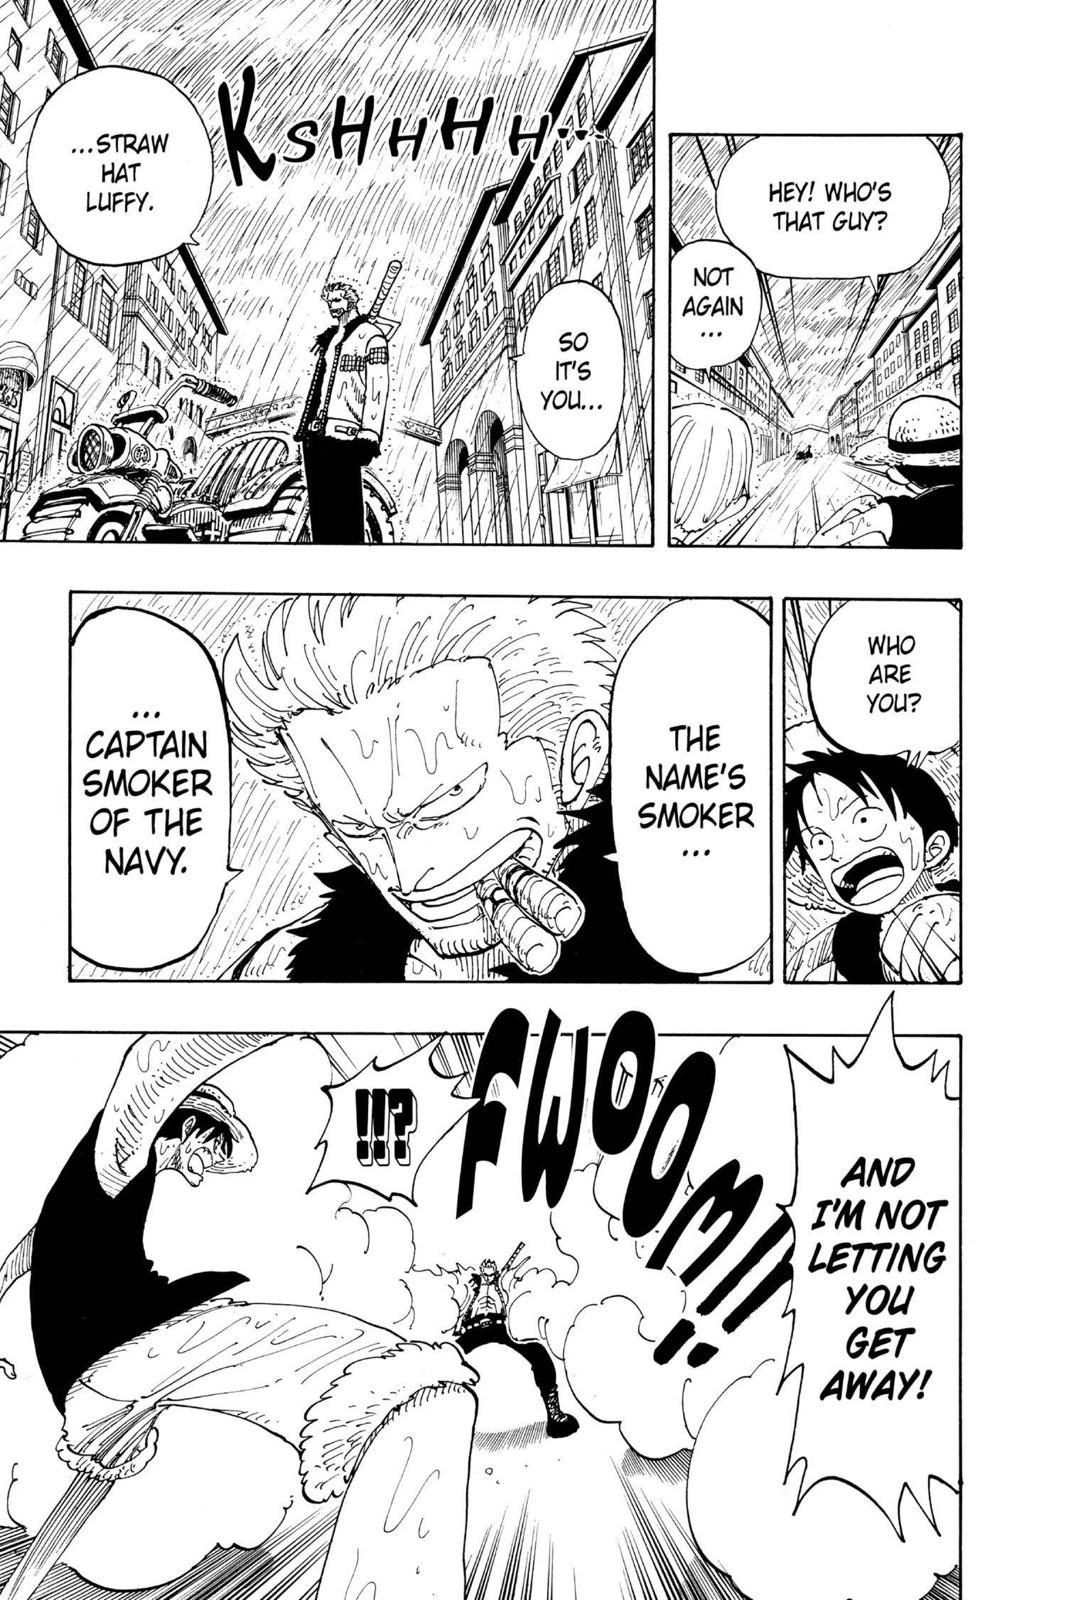 HEY! WHO'S
THAT GUY?
NOT
AGAIN
...
KSHHHHH...
SO
IT'S
YOU...
...STRAW
HAT
LUFFY.
WHO
ARE
YOU?
THE
NAME'S
SMOKER
...
...
CAPTAIN
SMOKER
OF THE
NAVY.
AND
I'M NOT
LETTING
YOU
GET
AWAY!
FWOOM!!
!!?